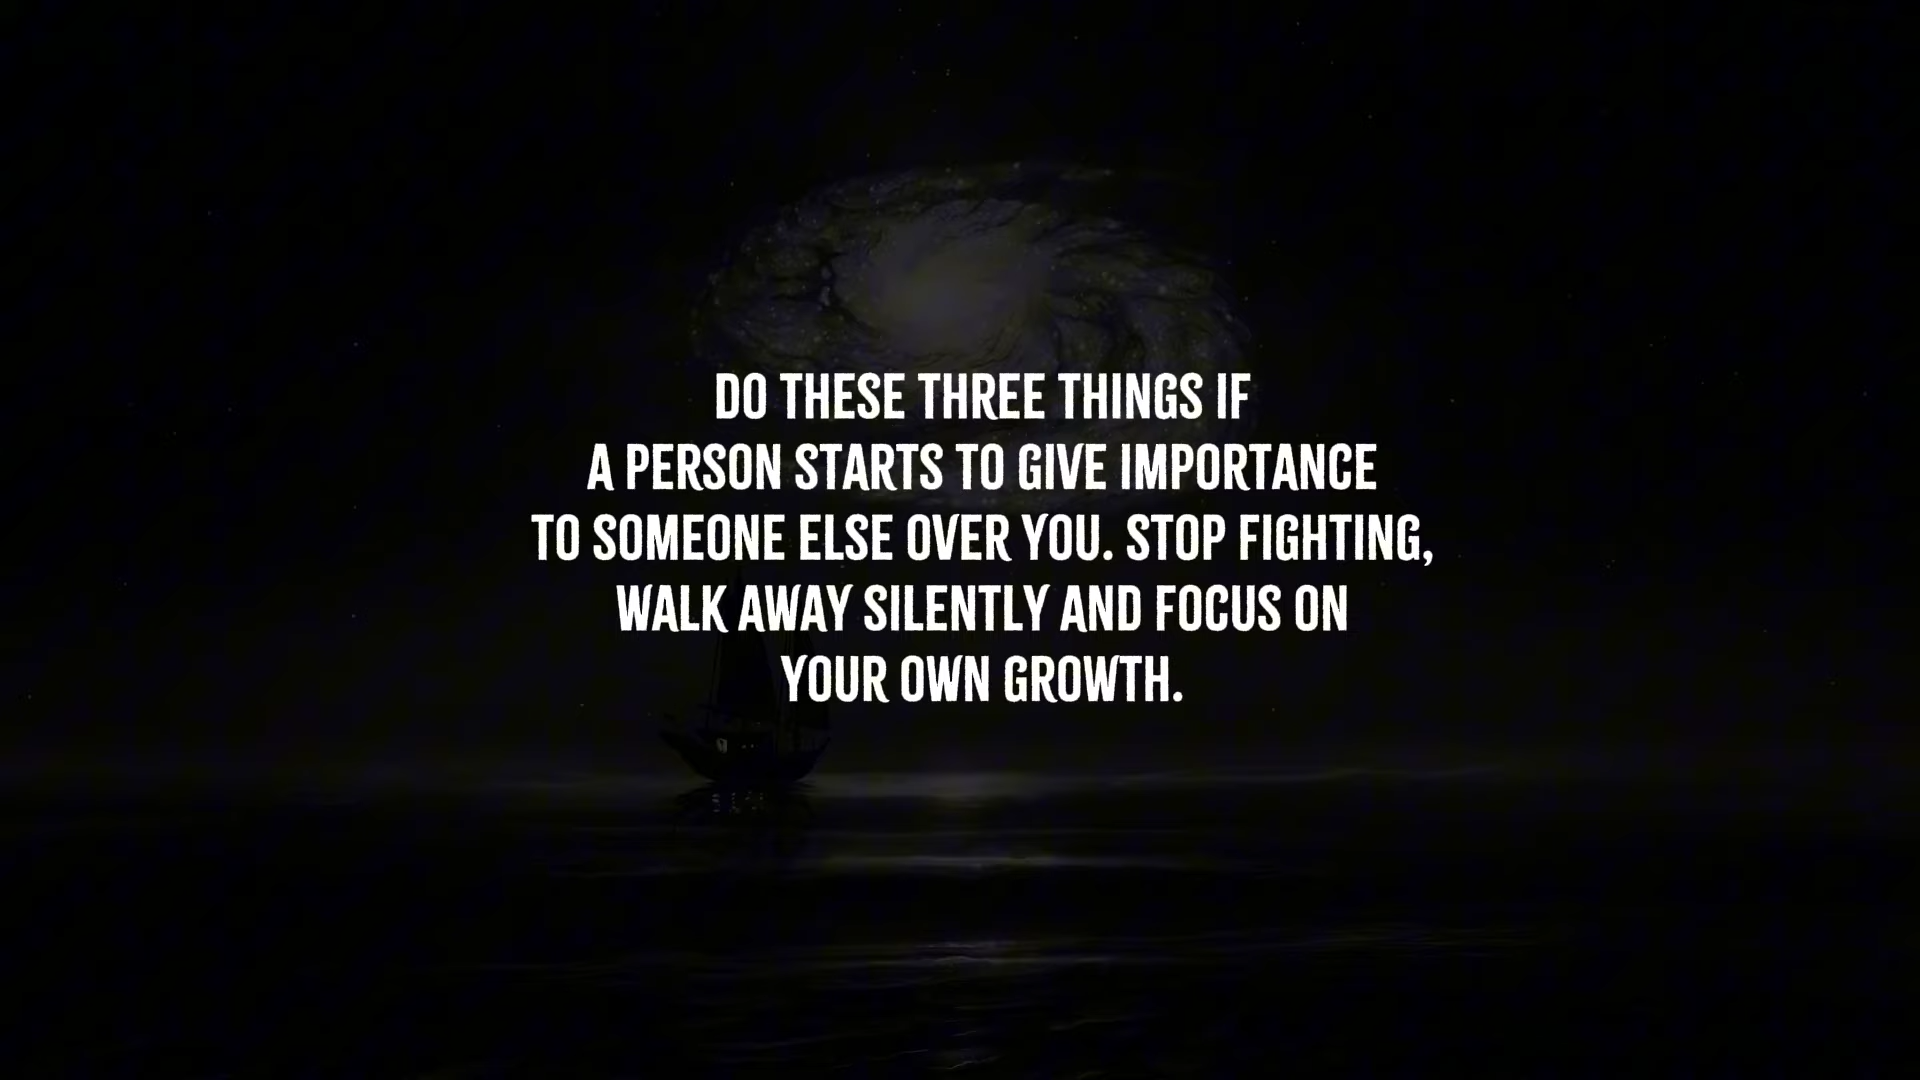 DO THESE THREE THINGS IF
A PERSON STARTS TO GIVE IMPORTANCE
TO SOMEONE ELSE OVER YOU. STOP FIGHTING,
WALK AWAY SILENTLY AND FOCUS ON
YOUR OWN GROWTH.